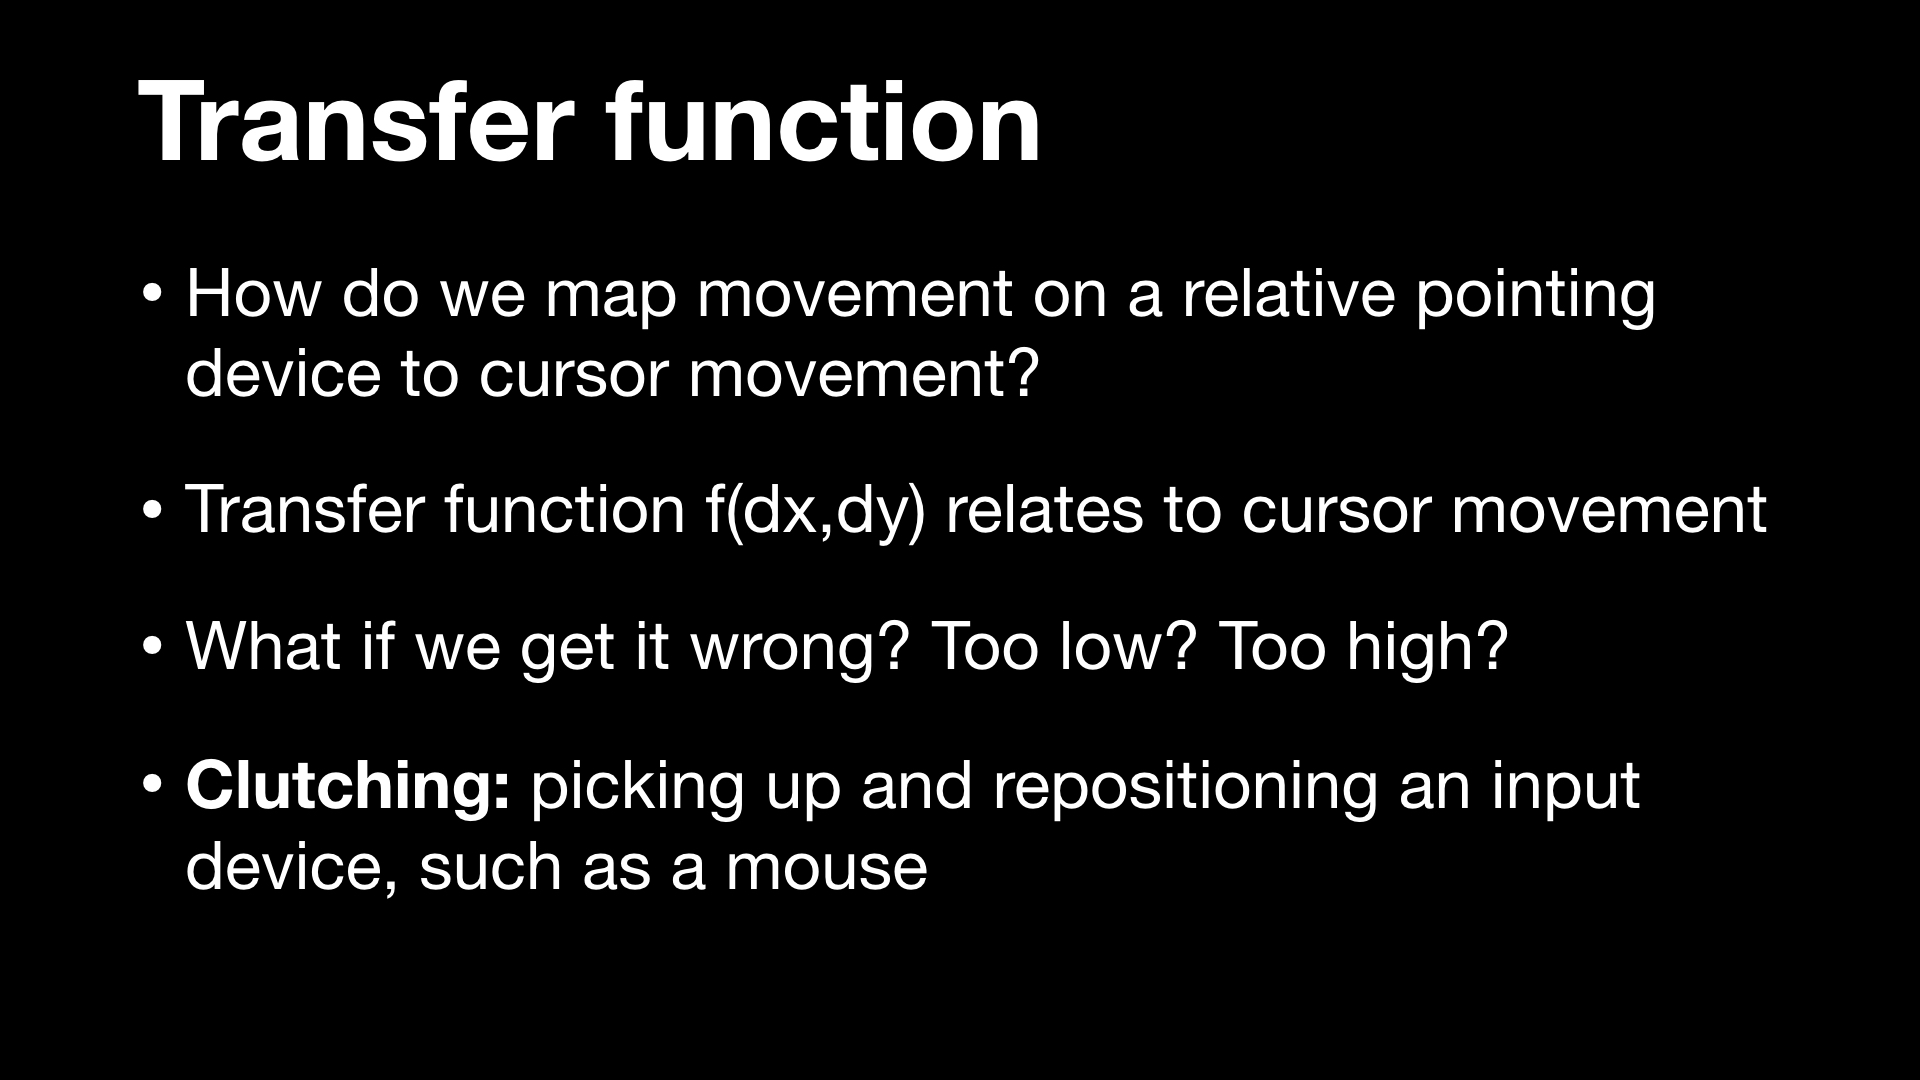 Transfer function
• How do we map movement on a relative pointing
device to cursor movement?
• Transfer function f(dx,dy) relates to cursor movement
• What if we get it wrong? Too low? Too high?
• Clutching: picking up and repositioning an input
device, such as a mouse